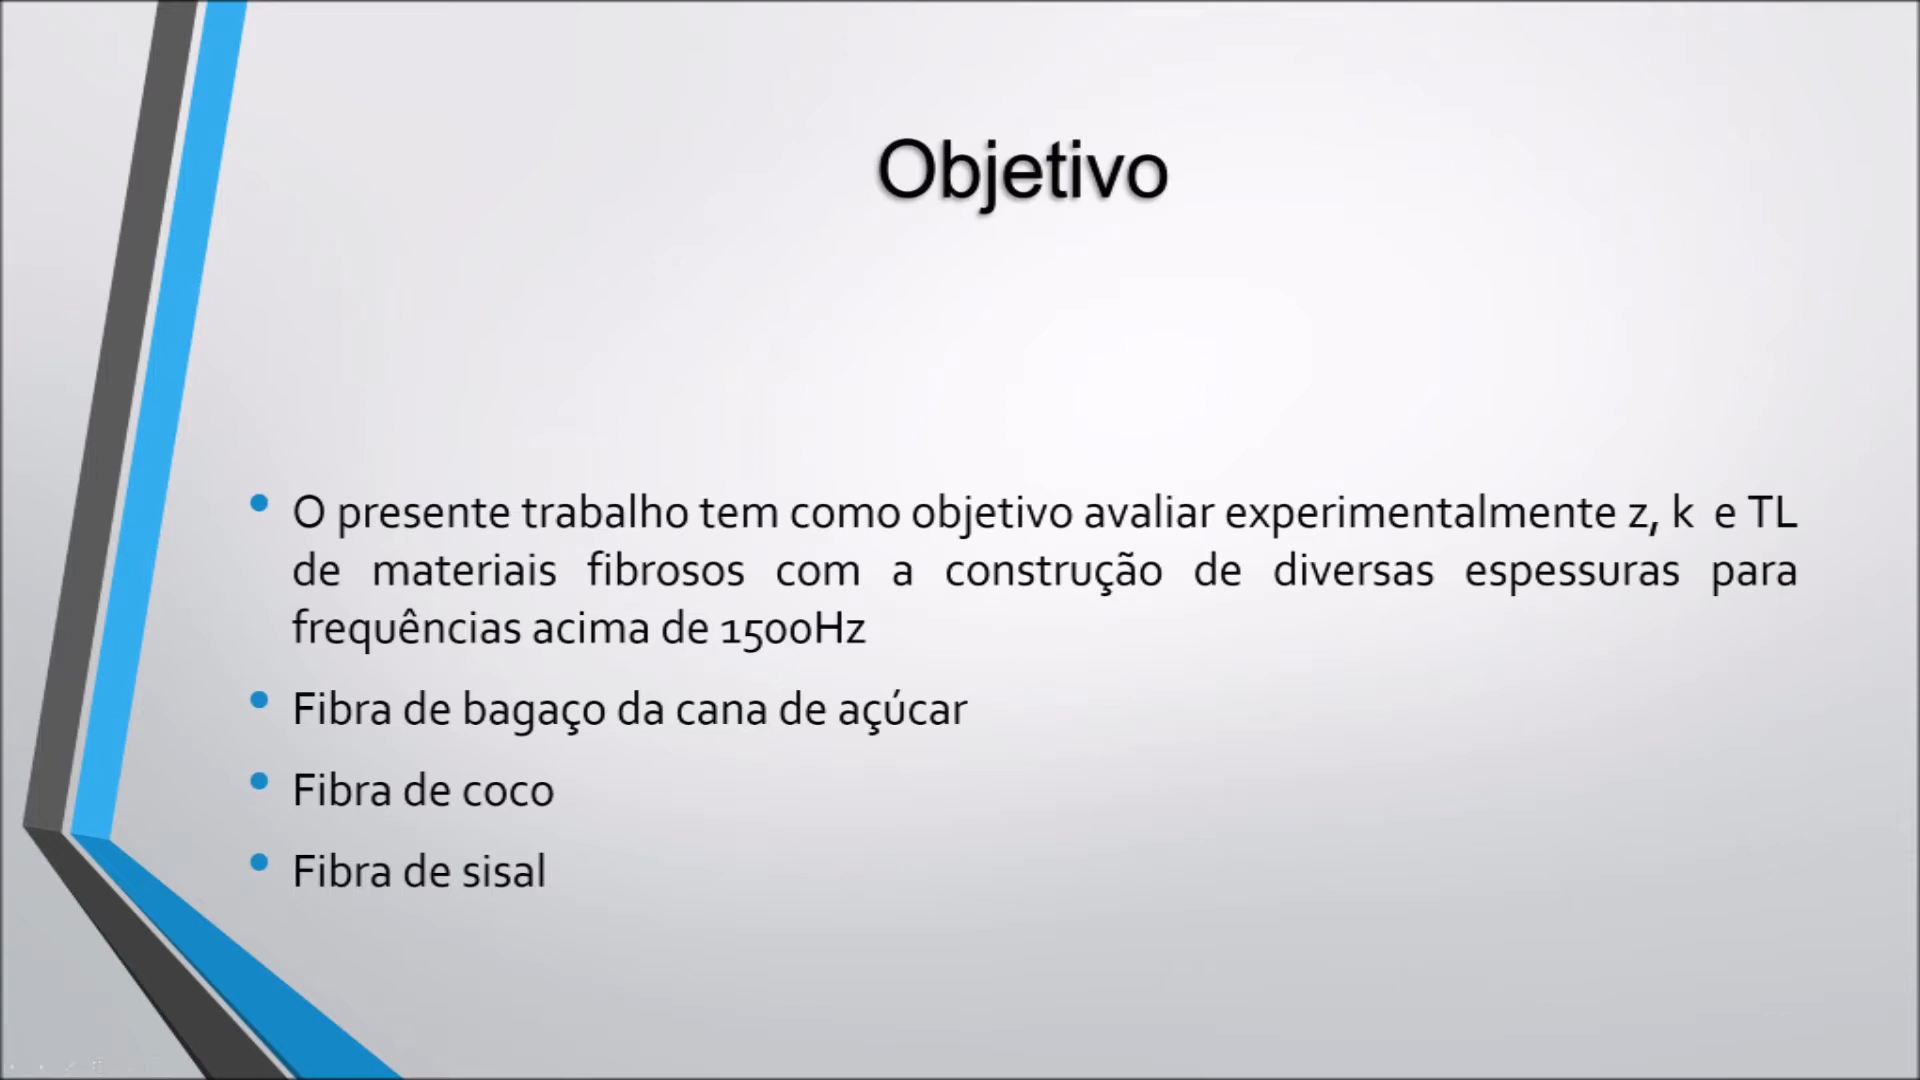 Objetivo
• O presente trabalho tem como objetivo avaliar experimentalmente z, k e TL
de materiais fibrosos com a construção de diversas espessuras para
frequências acima de 1500Hz
• Fibra de bagaço da cana de açúcar
• Fibra de coco
• Fibra de sisal